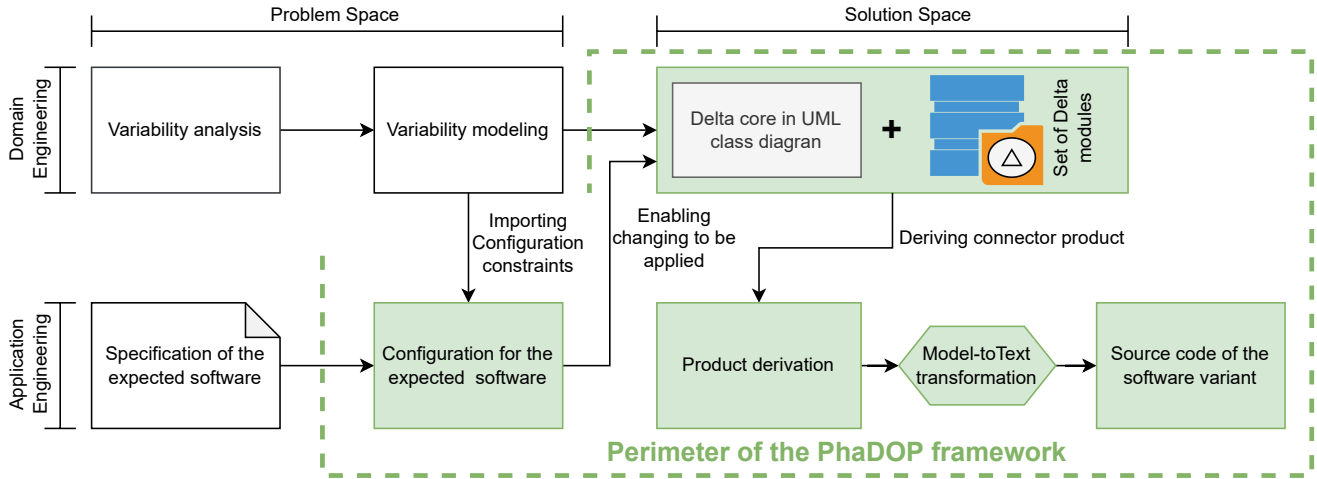 Problem Space
Solution Space
Domain
Engineering
Variability analysis
Variability modeling
Delta core in UML
class diagran
+
Set of Delta
modules
Importing
Configuration
constraints
Enabling
changing to be
applied
Deriving connector product
Application
Engineering
Specification of the
expected software
Configuration for the
expected software
Product derivation
Model-toText
transformation
Source code of the
software variant
Perimeter of the PhaDOP framework